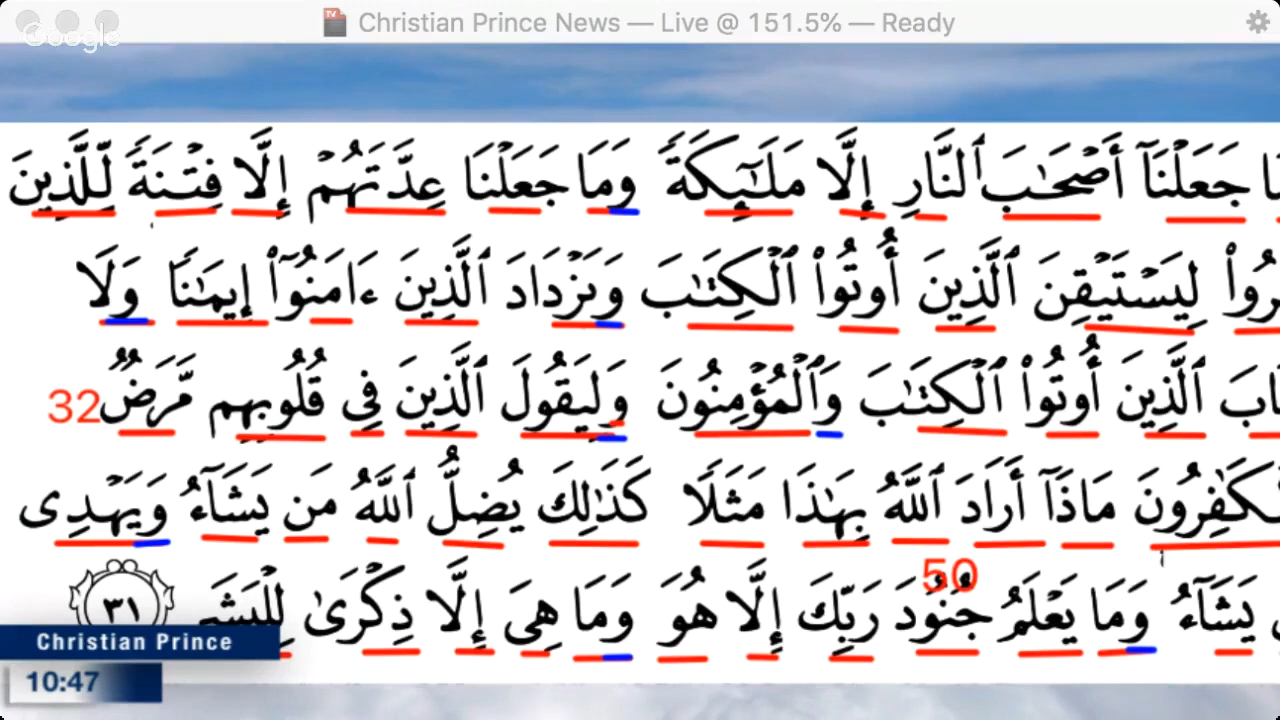 Google
Christian Prince News — Live @ 151.5% — Ready
جَعَلْنَآ أَصْحَٰبَ ٱلنَّارِ إِلَّا مَلَٰٓئِكَةً وَمَا جَعَلْنَا عِدَّتَهُمْ إِلَّا فِتْنَةً لِّلَّذِينَ
لِيَسْتَيْقِنَ ٱلَّذِينَ أُوتُوا۟ ٱلْكِتَٰبَ وَيَزْدَادَ ٱلَّذِينَ ءَامَنُوٓا۟ إِيمَٰنًا وَلَا
ٱلَّذِينَ أُوتُوا۟ ٱلْكِتَٰبَ وَٱلْمُؤْمِنُونَ وَلِيَقُولَ ٱلَّذِينَ فِى قُلُوبِهِم مَّرَضٌ 32
مَاذَآ أَرَادَ ٱللَّهُ بِهَٰذَا مَثَلًا كَذَٰلِكَ يُضِلُّ ٱللَّهُ مَن يَشَآءُ وَيَهْدِى
50
يَشَآءُ وَمَا يَعْلَمُ جُنُودَ رَبِّكَ إِلَّا هُوَ وَمَا هِىَ إِلَّا ذِكْرَىٰ لِلْبَشَرِ ٣١
Christian Prince
10:47